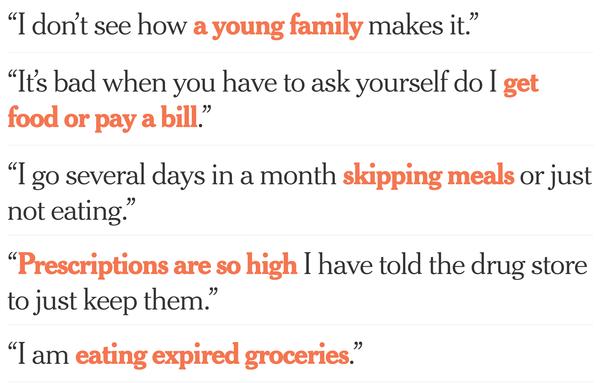 “I don’t see how a young family makes it.”
“It’s bad when you have to ask yourself do I get
food or pay a bill.”
“I go several days in a month skipping meals or just
not eating.”
“Prescriptions are so high I have told the drug store
to just keep them.”
“I am eating expired groceries.”